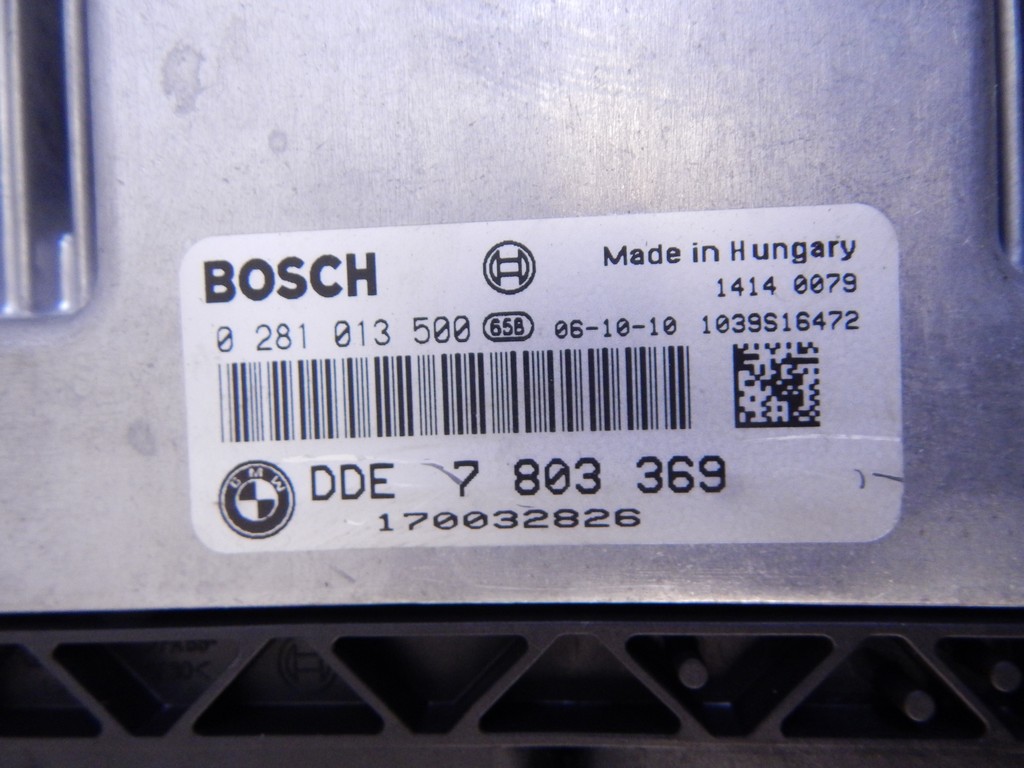 BOSCH
Made in Hungary
1414 0079
0 281 013 500 658 06-10-10 1039S16472
BMW
DDE 7 803 369
170032826